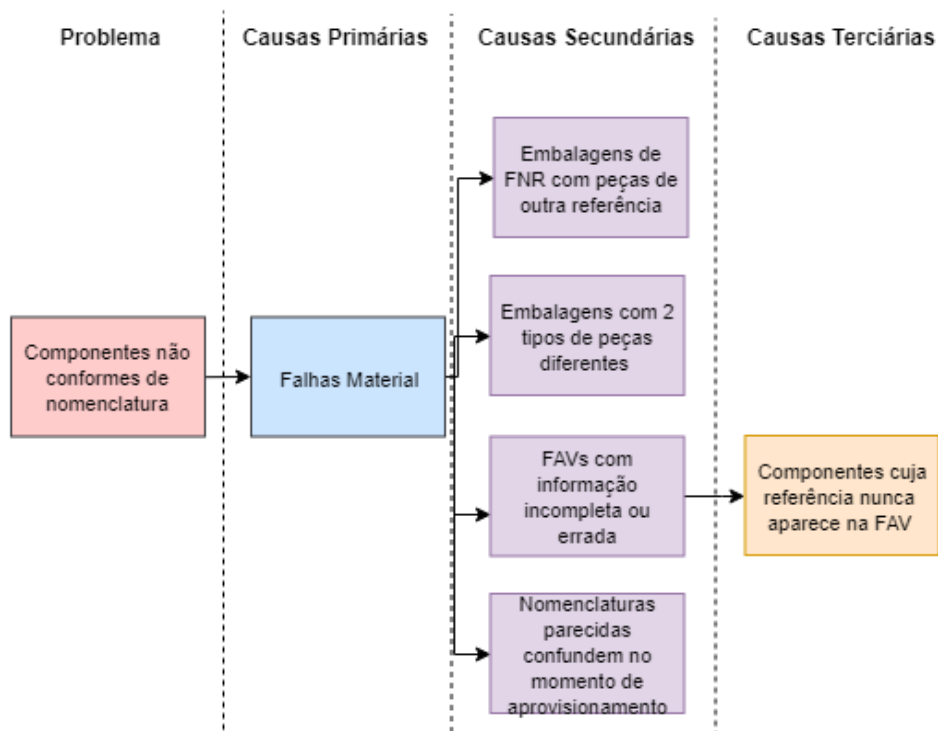 Problema
Causas Primárias
Causas Secundárias
Causas Terciárias
Embalagens de
FNR com peças de
outra referência
Embalagens com 2
tipos de peças
diferentes
Componentes não
conformes de
nomenclatura
Falhas Material
FAVs com
informação
incompleta ou
errada
Componentes cuja
referência nunca
aparece na FAV
Nomenclaturas
parecidas
confundem no
momento de
aprovisionamento